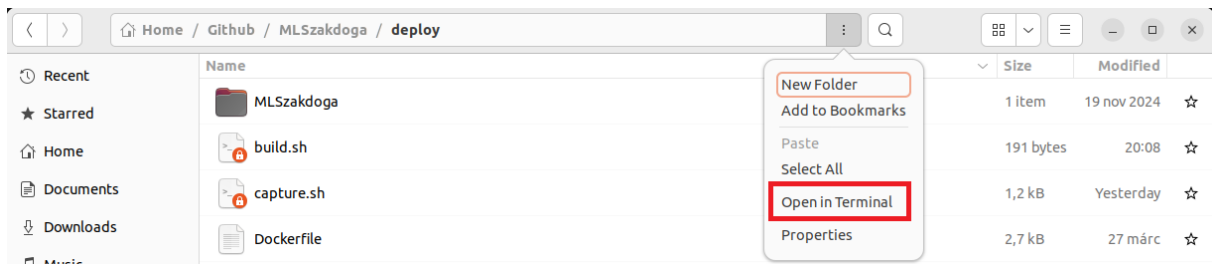 Home / Github / MLSzakdoga / deploy
Recent
Starred
Home
Documents
Downloads
Name Size Modified
MLSzakdoga 1 item 19 nov 2024
build.sh 191 bytes 20:08
capture.sh 1,2 kB Yesterday
Dockerfile 2,7 kB 27 márc
New Folder
Add to Bookmarks
Paste
Select All
Open in Terminal
Properties